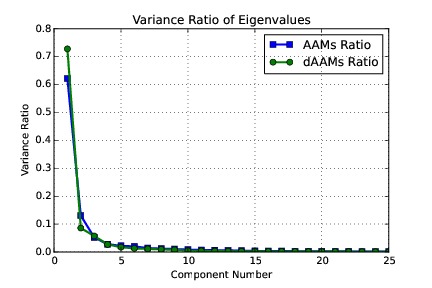 Variance Ratio of Eigenvalues
0.8
0.7
0.6
0.5
0.4
0.3
0.2
0.1
0.0
Variance Ratio
AAMs Ratio
dAAMs Ratio
0 5 10 15 20 25
Component Number